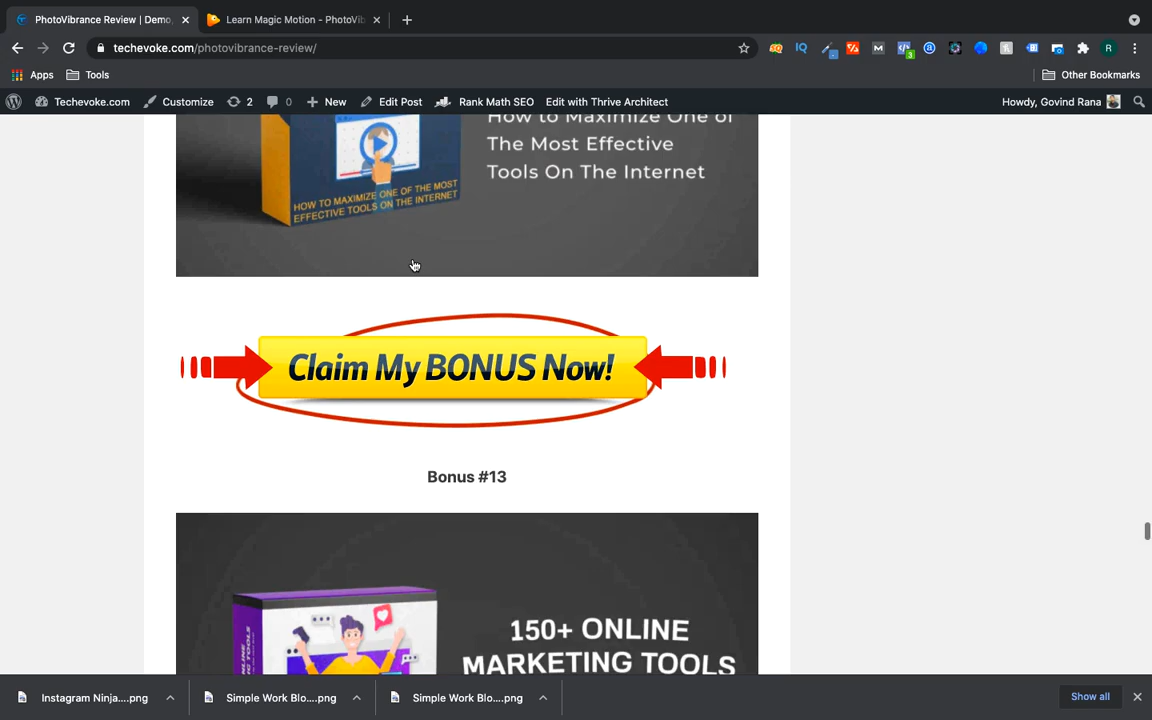 PhotoVibrance Review | Demo,
Learn Magic Motion - PhotoVib
techevoke.com/photovibrance-review/
Apps
Tools
Other Bookmarks
Techevoke.com
Customize
2
0
New
Edit Post
Rank Math SEO
Edit with Thrive Architect
Howdy, Govind Rana
How to Maximize One of
The Most Effective
Tools On The Internet
HOW TO MAXIMIZE ONE OF THE MOST
EFFECTIVE TOOLS ON THE INTERNET
Claim My BONUS Now!
Bonus #13
150+ ONLINE
MARKETING TOOLS
Instagram Ninja....png
Simple Work Blo....png
Simple Work Blo....png
Show all